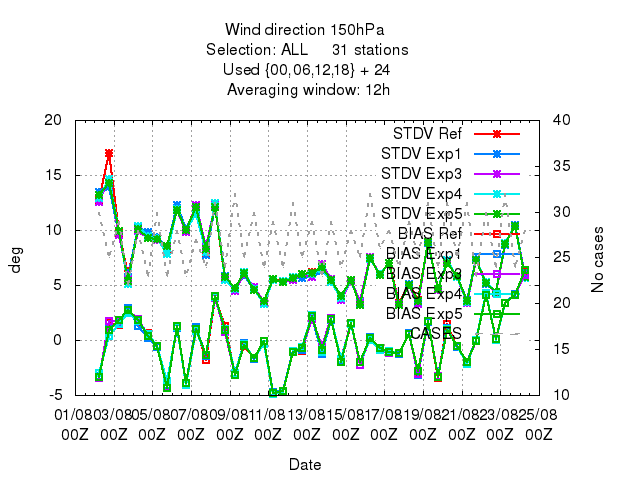 Wind direction 150hPa
Selection: ALL 31 stations
Used {00,06,12,18} + 24
Averaging window: 12h
20 40
STDV Ref
STDV Exp1 35
15 STDV Exp3
STDV Exp4
STDV Exp5 30
10 BIAS Ref
deg BIAS Exp1 25 No cases
5 BIAS Exp3
BIAS Exp4 20
BIAS Exp5
0 CASES 15
-5 10
01/08 03/08 05/08 07/08 09/08 11/08 13/08 15/08 17/08 19/08 21/08 23/08 25/08
00Z 00Z 00Z 00Z 00Z 00Z 00Z 00Z 00Z 00Z 00Z 00Z 00Z
Date